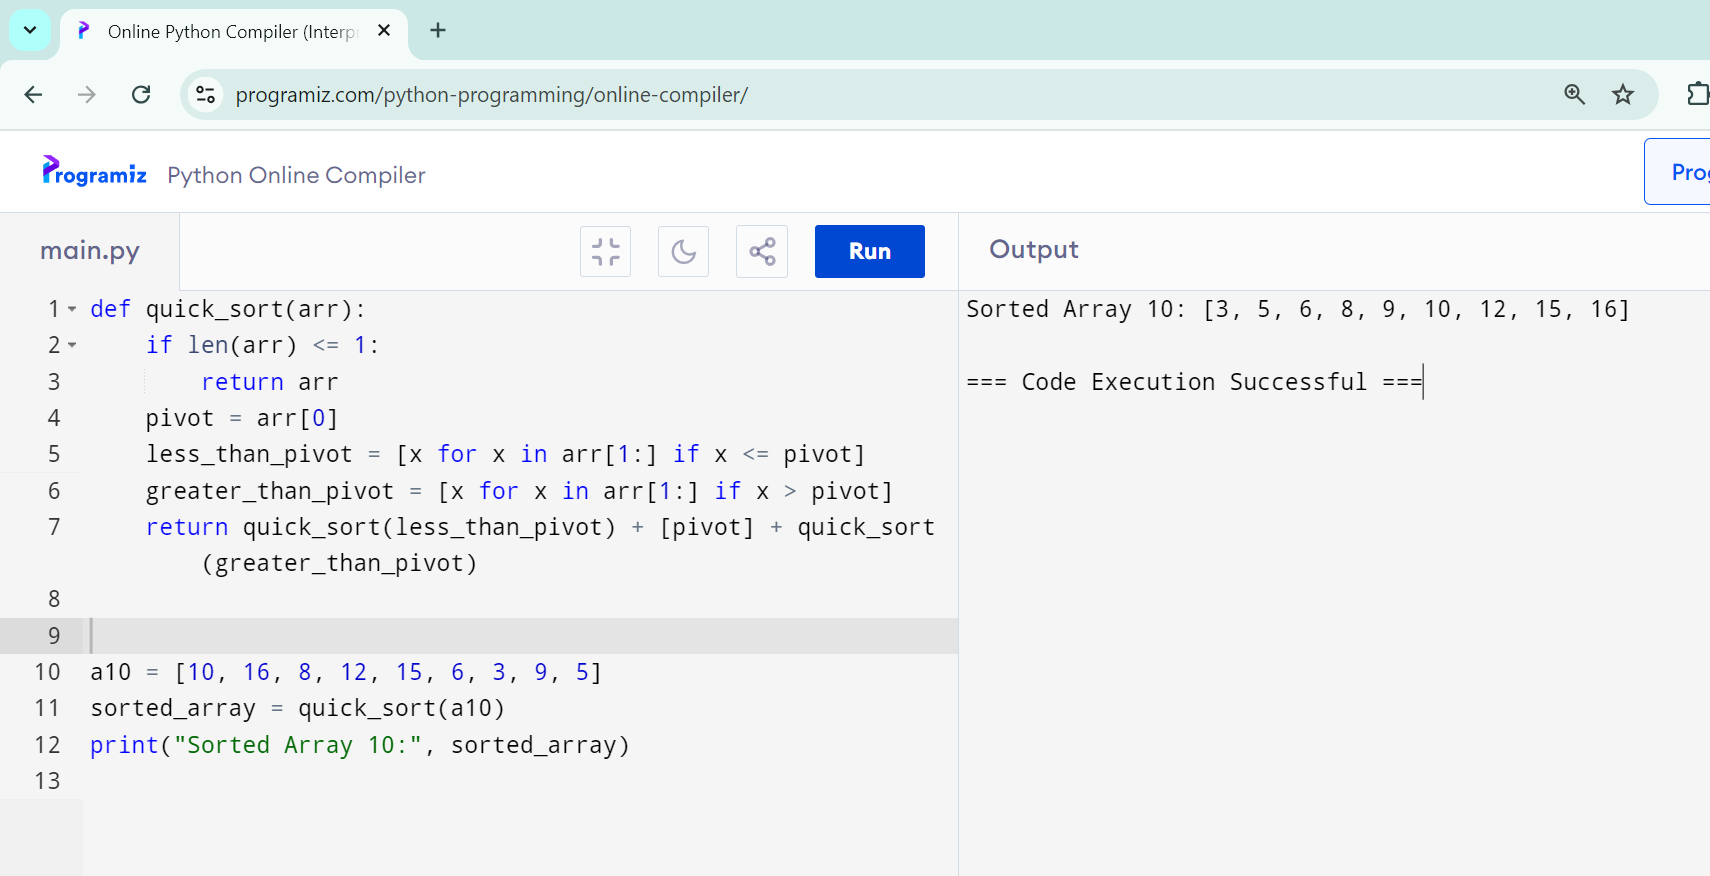 Online Python Compiler (Interp
programiz.com/python-programming/online-compiler/
Programiz Python Online Compiler
main.py
Run
Output
1 def quick_sort(arr):
2     if len(arr) <= 1:
3         return arr
4     pivot = arr[0]
5     less_than_pivot = [x for x in arr[1:] if x <= pivot]
6     greater_than_pivot = [x for x in arr[1:] if x > pivot]
7     return quick_sort(less_than_pivot) + [pivot] + quick_sort
        (greater_than_pivot)
8
9
10 a10 = [10, 16, 8, 12, 15, 6, 3, 9, 5]
11 sorted_array = quick_sort(a10)
12 print("Sorted Array 10:", sorted_array)
13
Sorted Array 10: [3, 5, 6, 8, 9, 10, 12, 15, 16]
=== Code Execution Successful ===